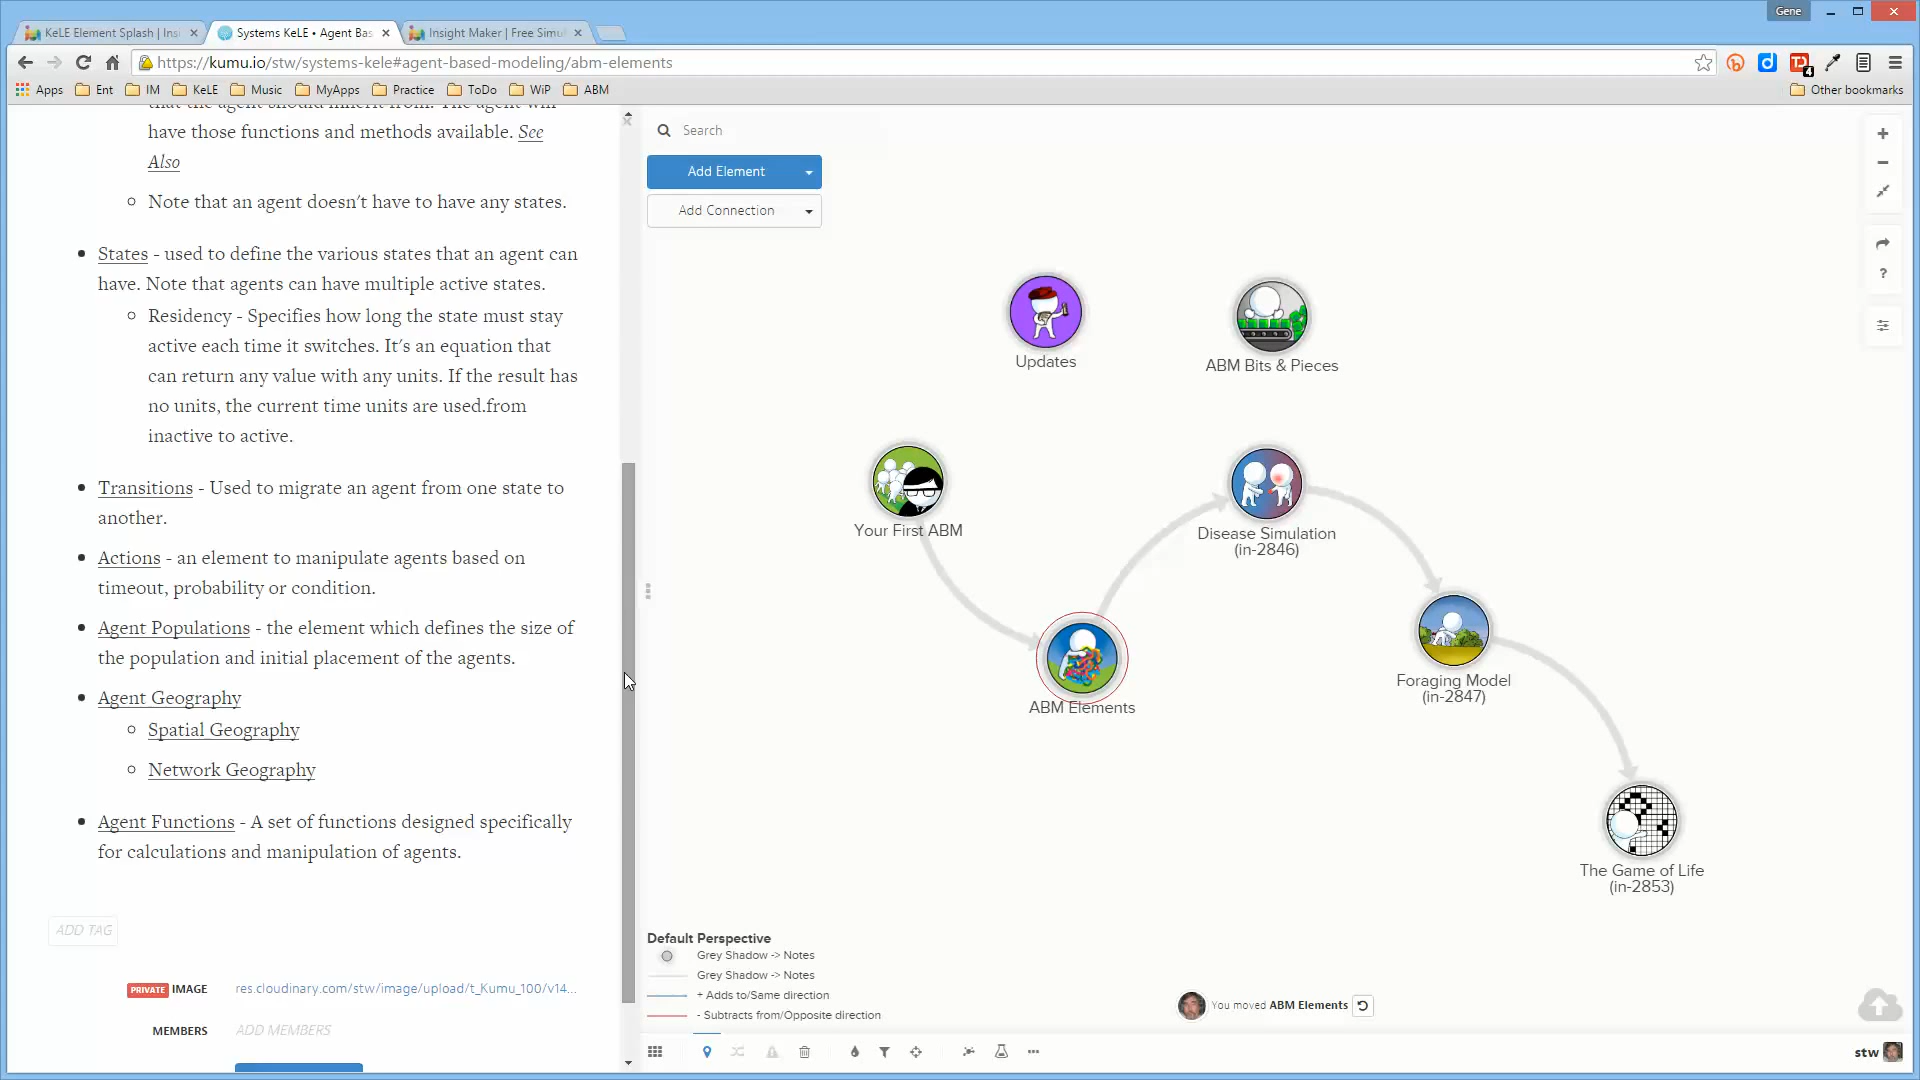 Gene
KeLE Element Splash | Insi
Systems KeLE • Agent Bas
Insight Maker | Free Simul
https://kumu.io/stw/systems-kele#agent-based-modeling/abm-elements
4
Apps Ent IM KeLE Music MyApps Practice ToDo WiP ABM Other bookmarks
that the agent should inherit from. The agent will
have those functions and methods available. See
Also
Note that an agent doesn't have to have any states.
States - used to define the various states that an agent can
have. Note that agents can have multiple active states.
Residency - Specifies how long the state must stay
active each time it switches. It's an equation that
can return any value with any units. If the result has
no units, the current time units are used.from
inactive to active.
Transitions - Used to migrate an agent from one state to
another.
Actions - an element to manipulate agents based on
timeout, probability or condition.
Agent Populations - the element which defines the size of
the population and initial placement of the agents.
Agent Geography
Spatial Geography
Network Geography
Agent Functions - A set of functions designed specifically
for calculations and manipulation of agents.
ADD TAG
PRIVATE IMAGE res.cloudinary.com/stw/image/upload/t_Kumu_100/v14...
MEMBERS ADD MEMBERS
Search
Add Element
Add Connection
Updates
ABM Bits & Pieces
Your First ABM
Disease Simulation
(in-2846)
ABM Elements
Foraging Model
(in-2847)
The Game of Life
(in-2853)
Default Perspective
Grey Shadow -> Notes
Grey Shadow -> Notes
+ Adds to/Same direction
- Subtracts from/Opposite direction
You moved ABM Elements
stw